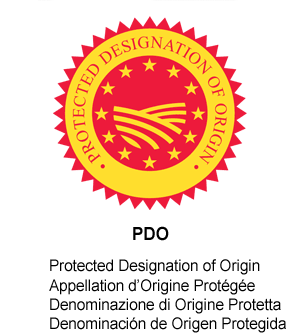 PROTECTED DESIGNATION OF ORIGIN
PDO
Protected Designation of Origin
Appellation d’Origine Protégée
Denominazione di Origine Protetta
Denominación de Origen Protegida